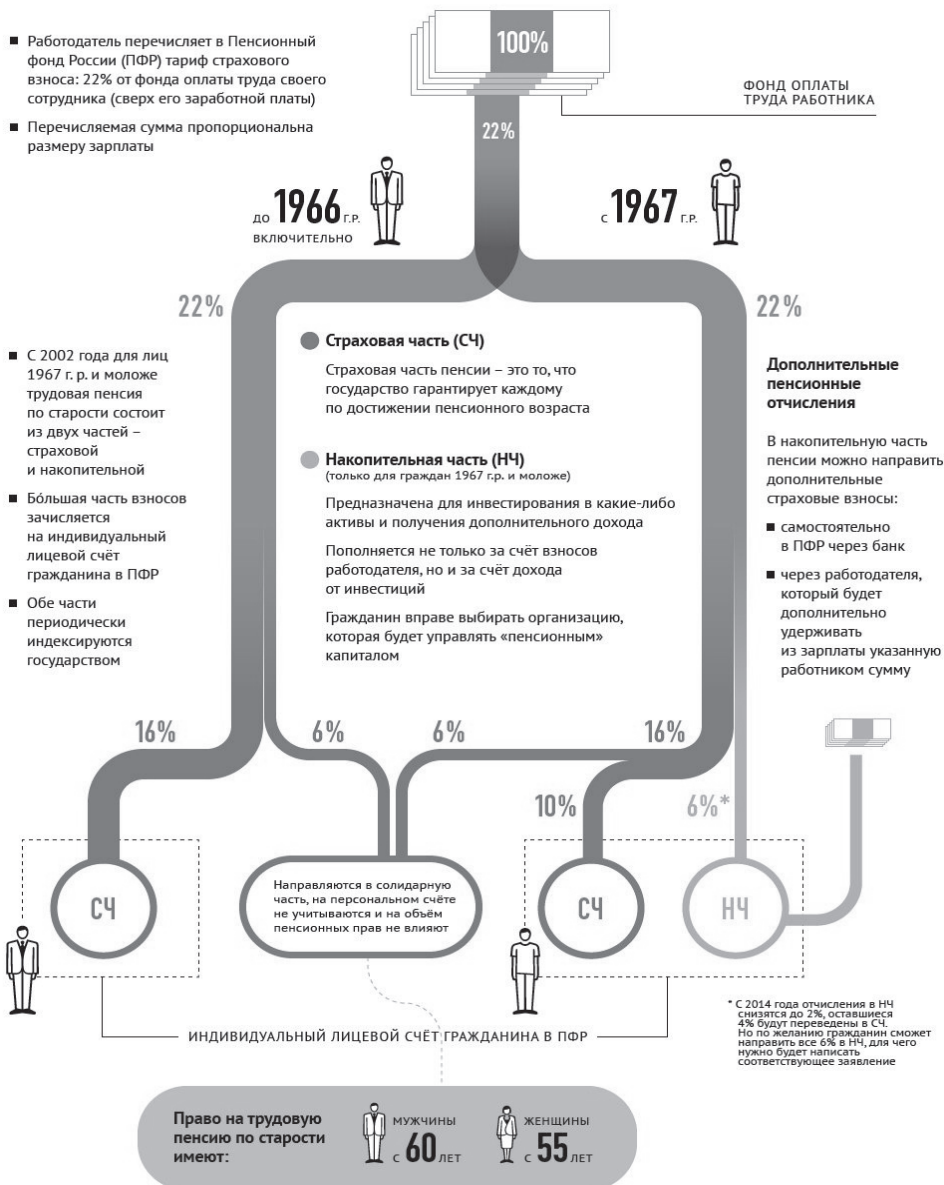 100%
■ Работодатель перечисляет в Пенсионный
фонд России (ПФР) тариф страхового
взноса: 22% от фонда оплаты труда своего
сотрудника (сверх его заработной платы)
■ Перечисляемая сумма пропорциональна
размеру зарплаты
ФОНД ОПЛАТЫ
ТРУДА РАБОТНИКА
22%
ДО 1966 Г.Р.
ВКЛЮЧИТЕЛЬНО
С 1967 Г.Р.
22%
22%
■ С 2002 года для лиц
1967 г. р. и моложе
трудовая пенсия
по старости состоит
из двух частей –
страховой
и накопительной
■ Бо́льшая часть взносов
зачисляется
на индивидуальный
лицевой счёт
гражданина в ПФР
■ Обе части
периодически
индексируются
государством
Страховая часть (СЧ)
Страховая часть пенсии – это то, что
государство гарантирует каждому
по достижении пенсионного возраста
Накопительная часть (НЧ)
(только для граждан 1967 г.р. и моложе)
Предназначена для инвестирования в какие-либо
активы и получения дополнительного дохода
Пополняется не только за счёт взносов
работодателя, но и за счёт дохода
от инвестиций
Гражданин вправе выбирать организацию,
которая будет управлять «пенсионным»
капиталом
Дополнительные
пенсионные
отчисления
В накопительную часть
пенсии можно направить
дополнительные
страховые взносы:
■ самостоятельно
в ПФР через банк
■ через работодателя,
который будет
дополнительно
удерживать
из зарплаты указанную
работником сумму
16%
6%
6%
16%
10%
6%*
СЧ
Направляются в солидарную
часть, на персональном счёте
не учитываются и на объём
пенсионных прав не влияют
СЧ
НЧ
ИНДИВИДУАЛЬНЫЙ ЛИЦЕВОЙ СЧЁТ ГРАЖДАНИНА В ПФР
* С 2014 года отчисления в НЧ
снизятся до 2%, оставшиеся
4% будут переведены в СЧ.
Но по желанию гражданин сможет
направить все 6% в НЧ, для чего
нужно будет написать
соответствующее заявление
Право на трудовую
пенсию по старости
имеют:
МУЖЧИНЫ
С 60 ЛЕТ
ЖЕНЩИНЫ
С 55 ЛЕТ